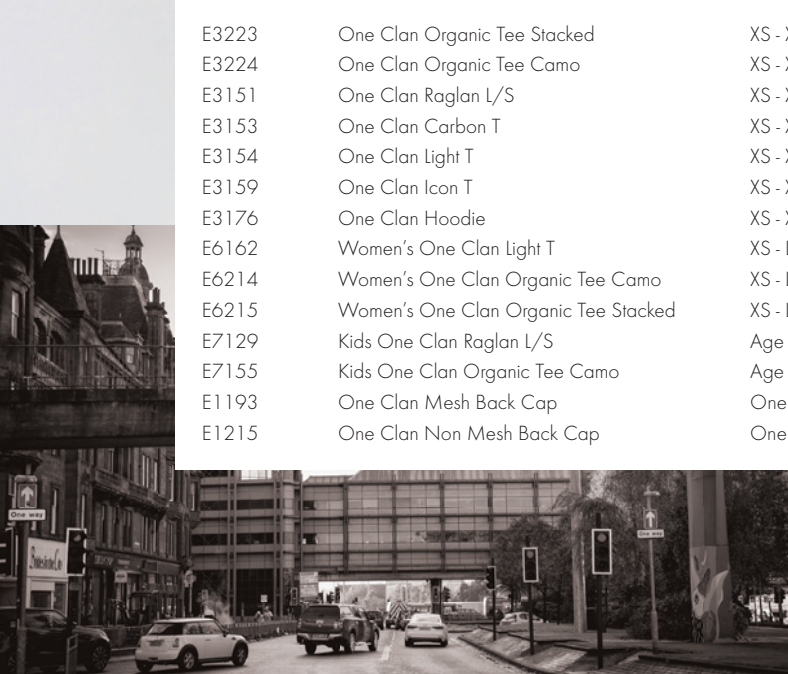 E3223 One Clan Organic Tee Stacked XS - X
E3224 One Clan Organic Tee Camo XS - X
E3151 One Clan Raglan L/S XS - X
E3153 One Clan Carbon T XS - X
E3154 One Clan Light T XS - X
E3159 One Clan Icon T XS - X
E3176 One Clan Hoodie XS - X
E6162 Women's One Clan Light T XS - L
E6214 Women's One Clan Organic Tee Camo XS - L
E6215 Women's One Clan Organic Tee Stacked XS - L
E7129 Kids One Clan Raglan L/S Age
E7155 Kids One Clan Organic Tee Camo Age
E1193 One Clan Mesh Back Cap One
E1215 One Clan Non Mesh Back Cap One
One way
One way